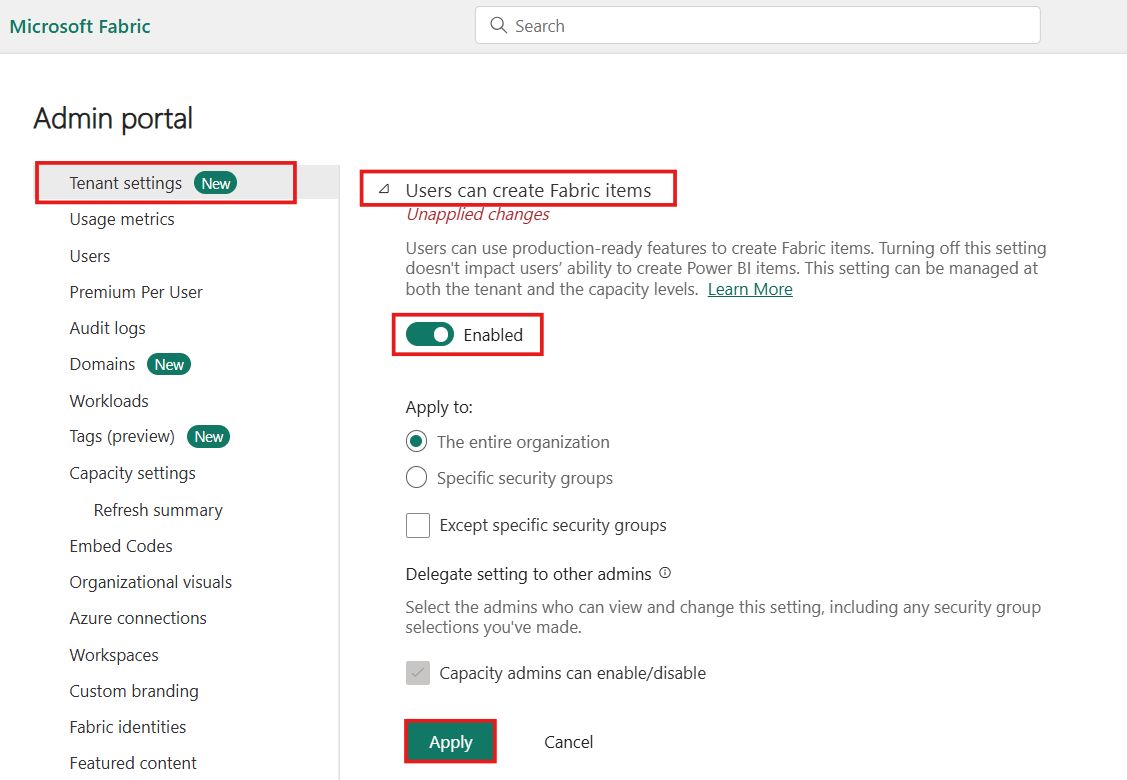 Microsoft Fabric
Search
Admin portal
Tenant settings New
Usage metrics
Users
Premium Per User
Audit logs
Domains New
Workloads
Tags (preview) New
Capacity settings
Refresh summary
Embed Codes
Organizational visuals
Azure connections
Workspaces
Custom branding
Fabric identities
Featured content
Users can create Fabric items
Unapplied changes
Users can use production-ready features to create Fabric items. Turning off this setting
doesn't impact users’ ability to create Power BI items. This setting can be managed at
both the tenant and the capacity levels. Learn More
Enabled
Apply to:
The entire organization
Specific security groups
Except specific security groups
Delegate setting to other admins
Select the admins who can view and change this setting, including any security group
selections you've made.
Capacity admins can enable/disable
Apply Cancel